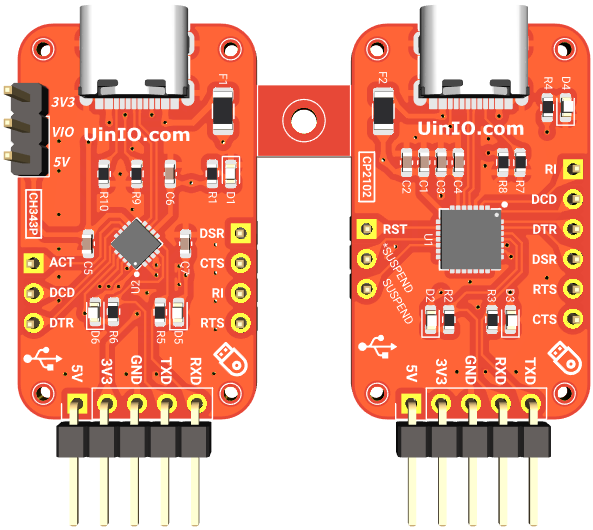 3V3
VIO
5V
F1
UinIO.com
R10
R9
C6
R1
D1
CH343P
ACT
DCD
DTR
C5
U2
C7
DSR
CTS
RI
RTS
D6
R6
R5
D5
5V
3V3
GND
TXD
RXD
F2
R4
D4
UinIO.com
CP2102
C2
C1
C3
C4
R8
R7
RST
*SUSPEND
SUSPEND
U1
RI
DCD
DTR
DSR
RTS
CTS
D2
R2
R3
D3
5V
3V3
GND
RXD
TXD